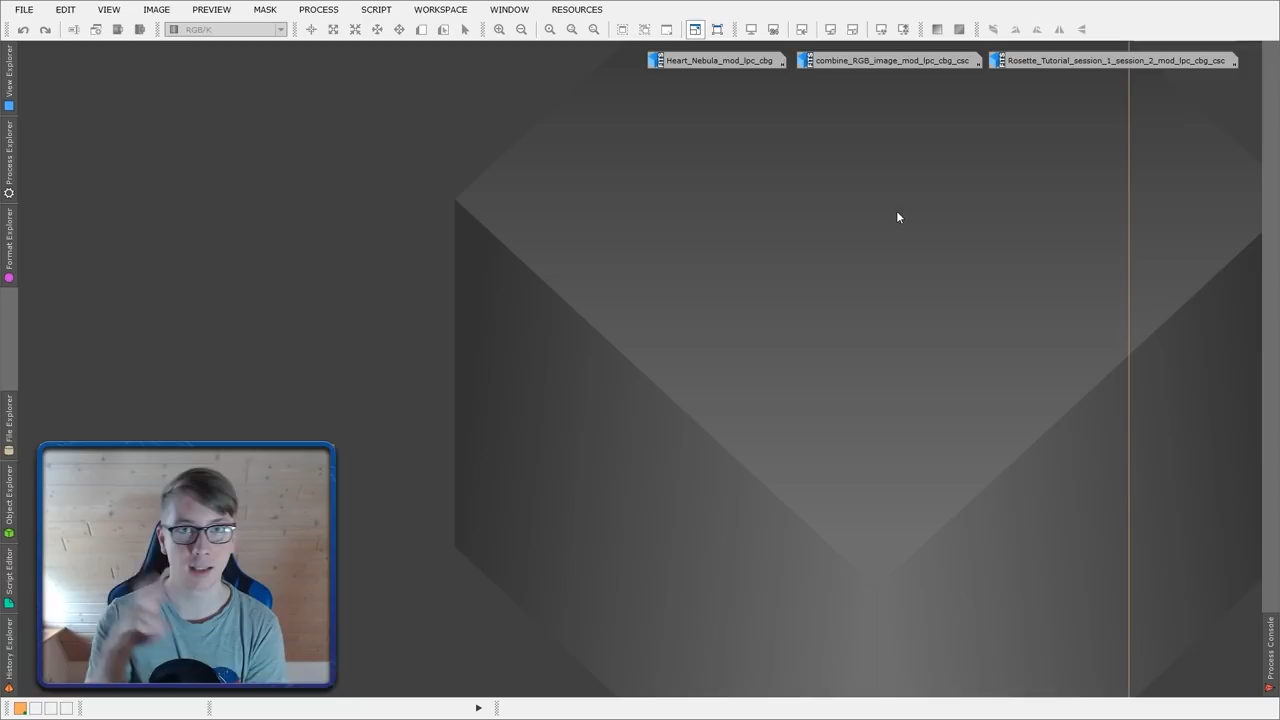 FILE EDIT VIEW IMAGE PREVIEW MASK PROCESS SCRIPT WORKSPACE WINDOW RESOURCES
RGB/K
Heart_Nebula_mod_lpc_cbg
combine_RGB_image_mod_lpc_cbg_csc
Rosette_Tutorial_session_1_session_2_mod_lpc_cbg_csc
View Explorer
Process Explorer
Format Explorer
File Explorer
Object Explorer
Script Editor
History Explorer
Process Console